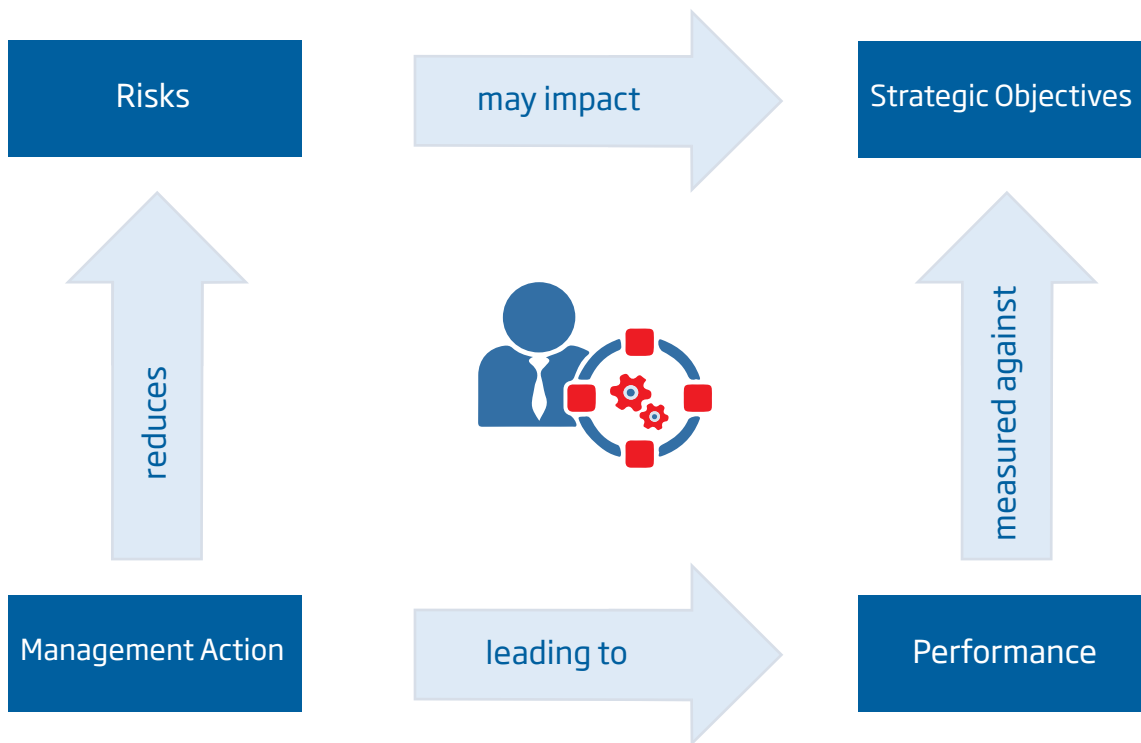 Risks
may impact
Strategic Objectives
reduces
measured against
Management Action
leading to
Performance